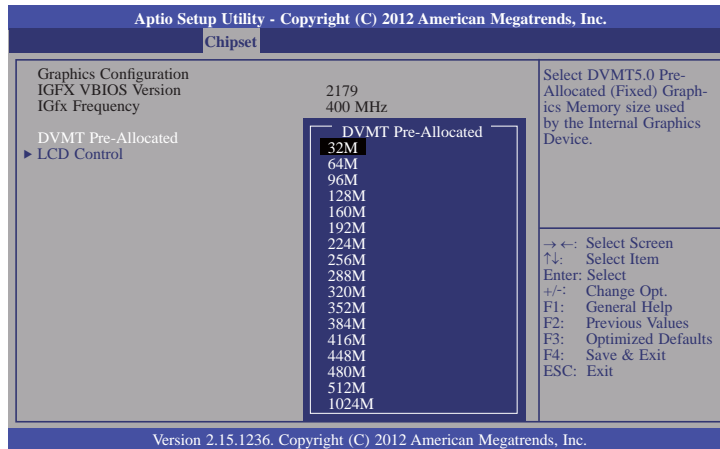 Aptio Setup Utility - Copyright (C) 2012 American Megatrends, Inc.
Chipset
Graphics Configuration
IGFX VBIOS Version 2179
IGfx Frequency 400 MHz
DVMT Pre-Allocated
▶ LCD Control
DVMT Pre-Allocated
32M
64M
96M
128M
160M
192M
224M
256M
288M
320M
352M
384M
416M
448M
480M
512M
1024M
Select DVMT5.0 Pre-
Allocated (Fixed) Graph-
ics Memory size used
by the Internal Graphics
Device.
→←: Select Screen
↑↓: Select Item
Enter: Select
+/-: Change Opt.
F1: General Help
F2: Previous Values
F3: Optimized Defaults
F4: Save & Exit
ESC: Exit
Version 2.15.1236. Copyright (C) 2012 American Megatrends, Inc.